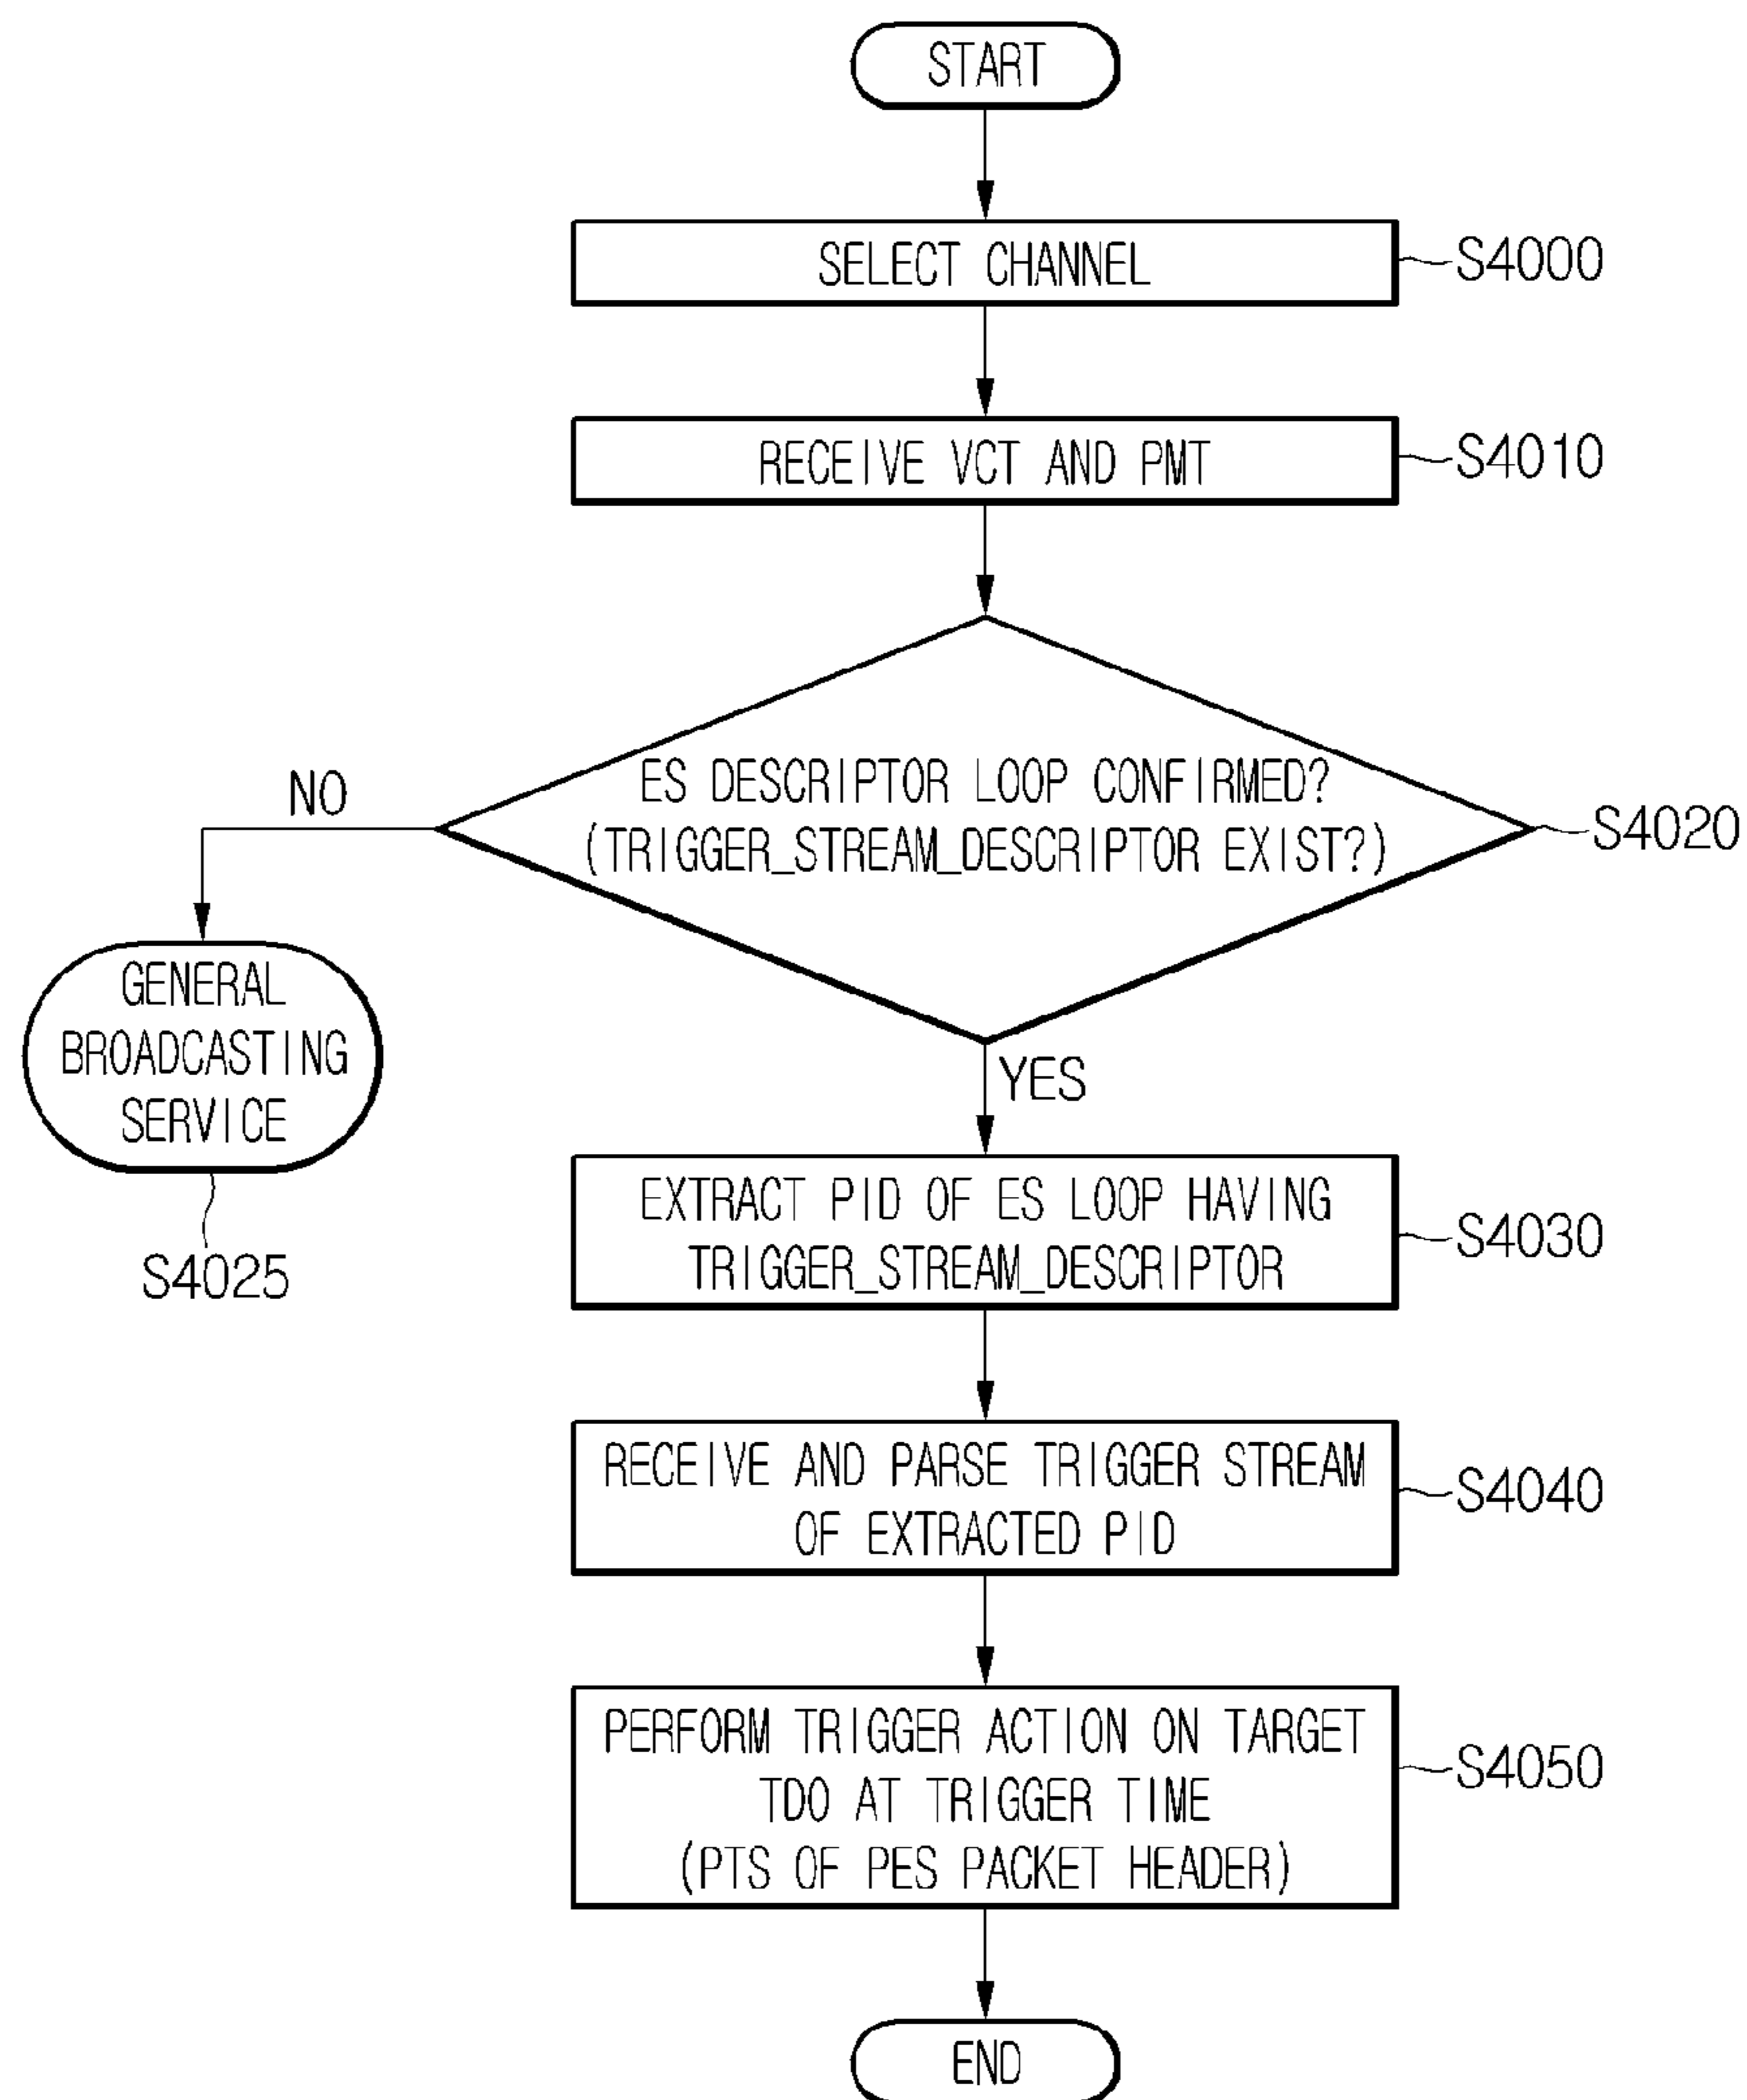 START
SELECT CHANNEL
S4000
RECEIVE VCT AND PMT
S4010
ES DESCRIPTOR LOOP CONFIRMED?
(TRIGGER_STREAM_DESCRIPTOR EXIST?)
S4020
NO
GENERAL
BROADCASTING
SERVICE
S4025
YES
EXTRACT PID OF ES LOOP HAVING
TRIGGER_STREAM_DESCRIPTOR
S4030
RECEIVE AND PARSE TRIGGER STREAM
OF EXTRACTED PID
S4040
PERFORM TRIGGER ACTION ON TARGET
TDO AT TRIGGER TIME
(PTS OF PES PACKET HEADER)
S4050
END